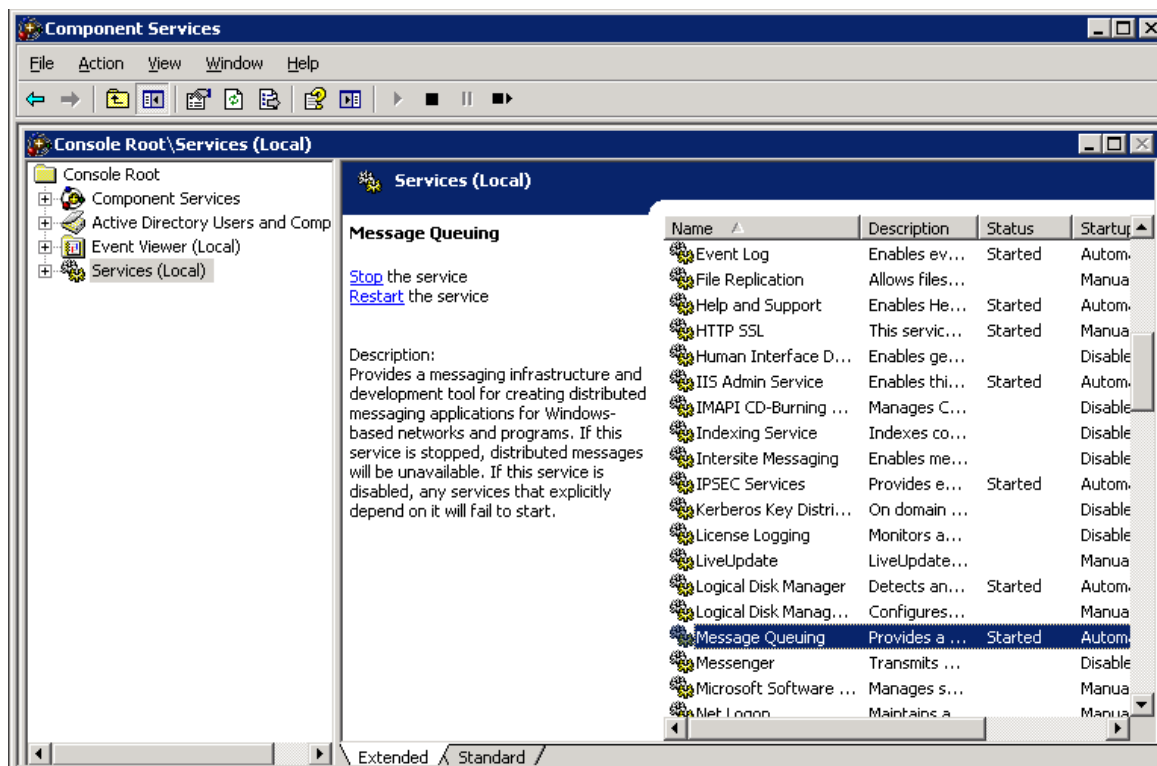 Component Services
File Action View Window Help
Console Root\Services (Local)
Console Root
Component Services
Active Directory Users and Comp
Event Viewer (Local)
Services (Local)
Services (Local)
Message Queuing
Stop the service
Restart the service
Description:
Provides a messaging infrastructure and
development tool for creating distributed
messaging applications for Windows-
based networks and programs. If this
service is stopped, distributed messages
will be unavailable. If this service is
disabled, any services that explicitly
depend on it will fail to start.
Name Description Status Startup
Event Log Enables ev... Started Autom
File Replication Allows files... Manua
Help and Support Enables He... Started Autom
HTTP SSL This servic... Started Manua
Human Interface D... Enables ge... Disable
IIS Admin Service Enables thi... Started Autom
IMAPI CD-Burning ... Manages C... Disable
Indexing Service Indexes co... Disable
Intersite Messaging Enables me... Disable
IPSEC Services Provides e... Started Autom
Kerberos Key Distri... On domain ... Disable
License Logging Monitors a... Disable
LiveUpdate LiveUpdate... Manua
Logical Disk Manager Detects an... Started Autom
Logical Disk Manag... Configures... Manua
Message Queuing Provides a ... Started Autom
Messenger Transmits ... Disable
Microsoft Software ... Manages s... Manua
Net Logon Maintains a Manua
Extended Standard